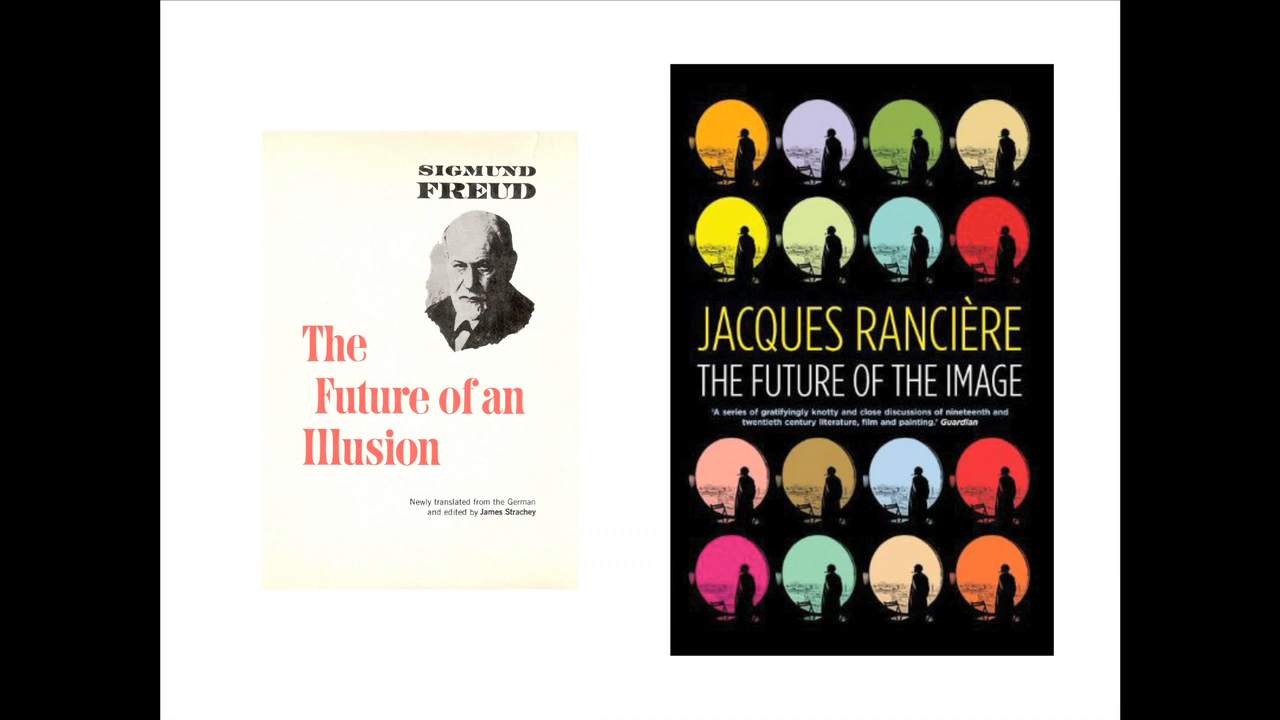 SIGMUND
FREUD
The
Future of an
Illusion
Newly translated from the German
and edited by James Strachey
JACQUES RANCIÈRE
THE FUTURE OF THE IMAGE
'A series of gratifyingly knotty and close discussions of nineteenth and
twentieth century literature, film and painting.' Guardian